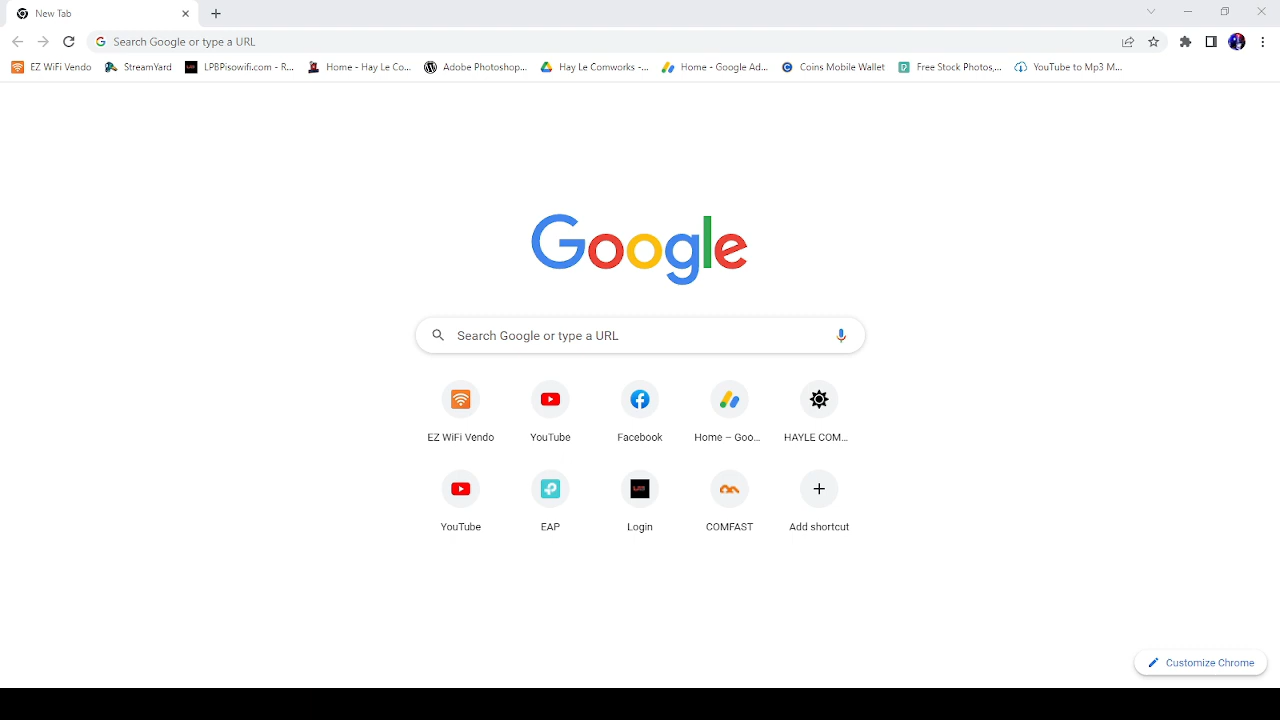 New Tab
Search Google or type a URL
EZ WiFi Vendo StreamYard LPBPisowifi.com - R... Home - Hay Le Co... Adobe Photoshop... Hay Le Comworks -... Home - Google Ad... Coins Mobile Wallet Free Stock Photos,... YouTube to Mp3 M...
Google
Search Google or type a URL
EZ WiFi Vendo YouTube Facebook Home – Goo... HAYLE COM...
YouTube EAP Login COMFAST Add shortcut
Customize Chrome